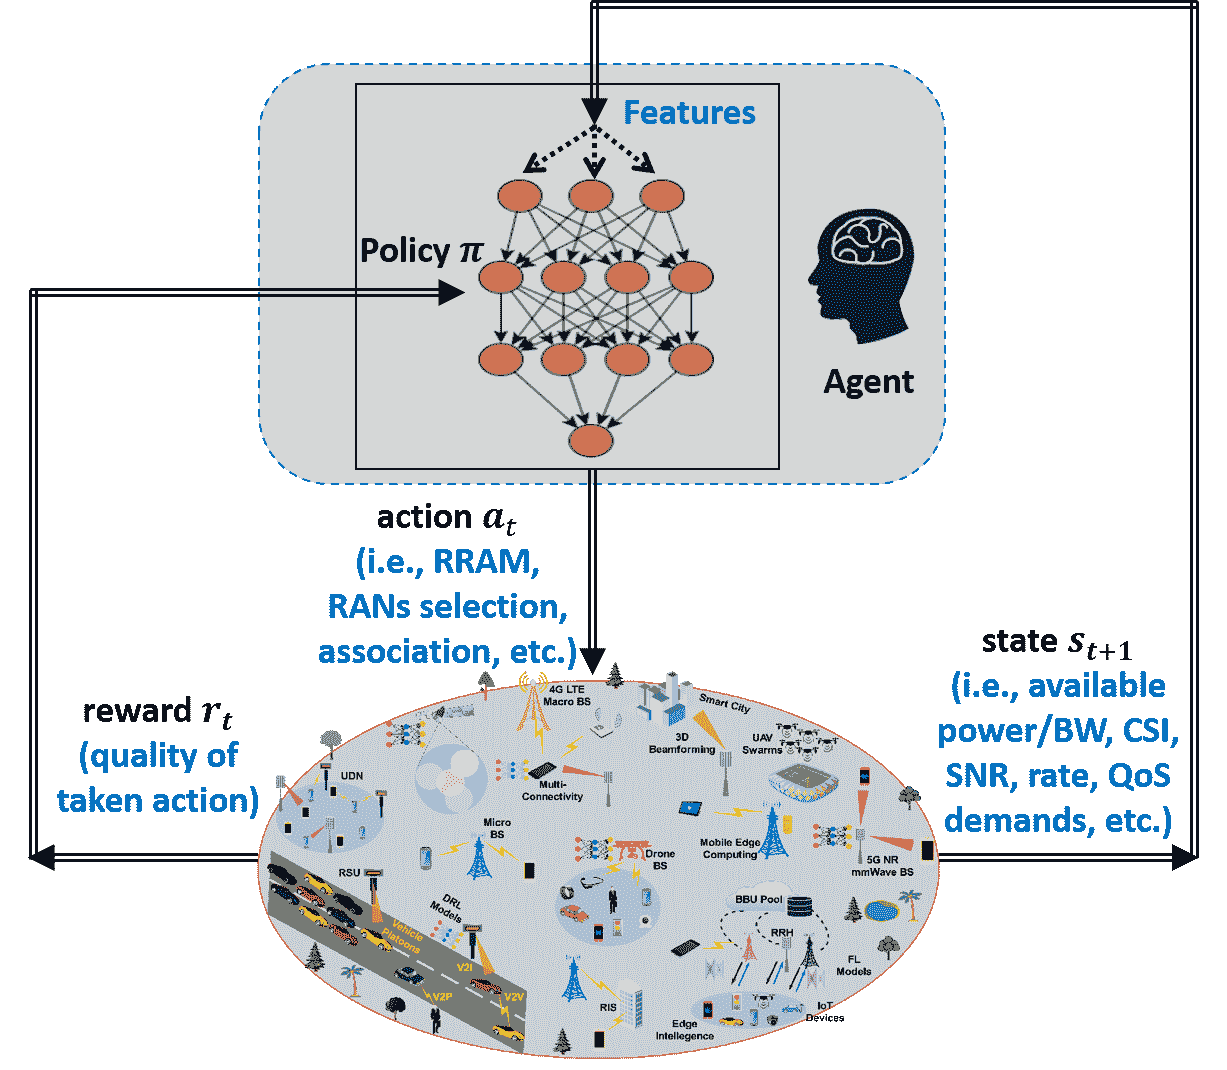 Features
Policy π
Agent
action a_t
(i.e., RRAM,
RANs selection,
association, etc.)
state s_{t+1}
(i.e., available
power/BW, CSI,
SNR, rate, QoS
demands, etc.)
reward r_t
(quality of
taken action)
4G LTE
Macro BS
Smart City
3D
Beamforming
UAV
Swarms
UDN
Multi-
Connectivity
Micro
BS
Mobile Edge
Computing
5G NR
mmWave BS
Drone
BS
RSU
DRL
Models
Vehicle
Platoons
V2I
V2P
V2V
BBU Pool
RRH
FL
Models
RIS
Edge
Intellegence
IoT
Devices